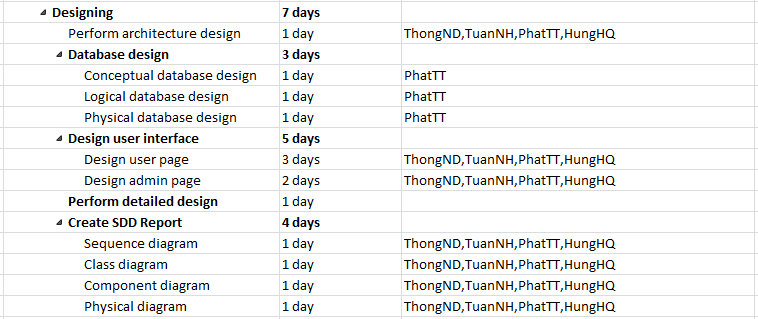 Designing 7 days
Perform architecture design 1 day ThongND,TuanNH,PhatTT,HungHQ
Database design 3 days
Conceptual database design 1 day PhatTT
Logical database design 1 day PhatTT
Physical database design 1 day PhatTT
Design user interface 5 days
Design user page 3 days ThongND,TuanNH,PhatTT,HungHQ
Design admin page 2 days ThongND,TuanNH,PhatTT,HungHQ
Perform detailed design 1 day
Create SDD Report 4 days
Sequence diagram 1 day ThongND,TuanNH,PhatTT,HungHQ
Class diagram 1 day ThongND,TuanNH,PhatTT,HungHQ
Component diagram 1 day ThongND,TuanNH,PhatTT,HungHQ
Physical diagram 1 day ThongND,TuanNH,PhatTT,HungHQ